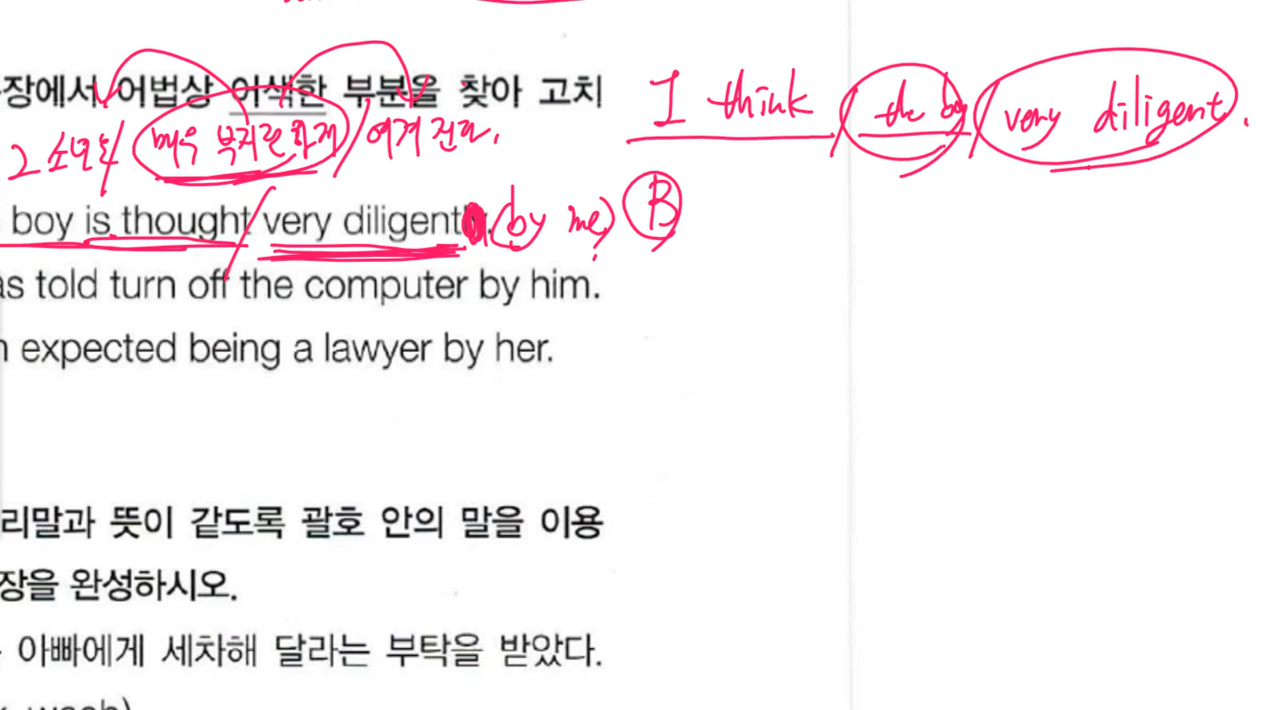 장에서 어법상 어색한 부분을 찾아 고치
I think / the boy / very diligent.
2 소년은 / 매우 부지런하게 / 여겨진다.
boy is thought / very diligent (by me) B
as told turn off the computer by him.
n expected being a lawyer by her.
리말과 뜻이 같도록 괄호 안의 말을 이용
장을 완성하시오.
아빠에게 세차해 달라는 부탁을 받았다.
wash)